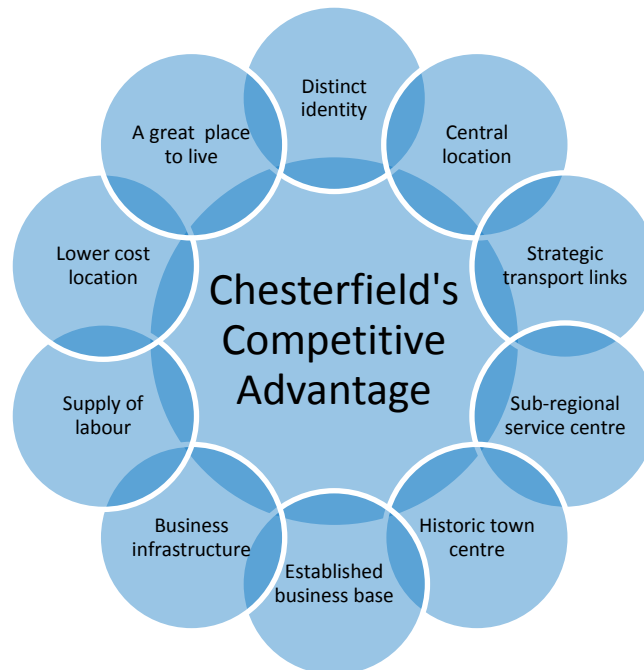 Chesterfield's
Competitive
Advantage
Distinct
identity
Central
location
Strategic
transport links
Sub-regional
service centre
Historic town
centre
Established
business base
Business
infrastructure
Supply of
labour
Lower cost
location
A great place
to live